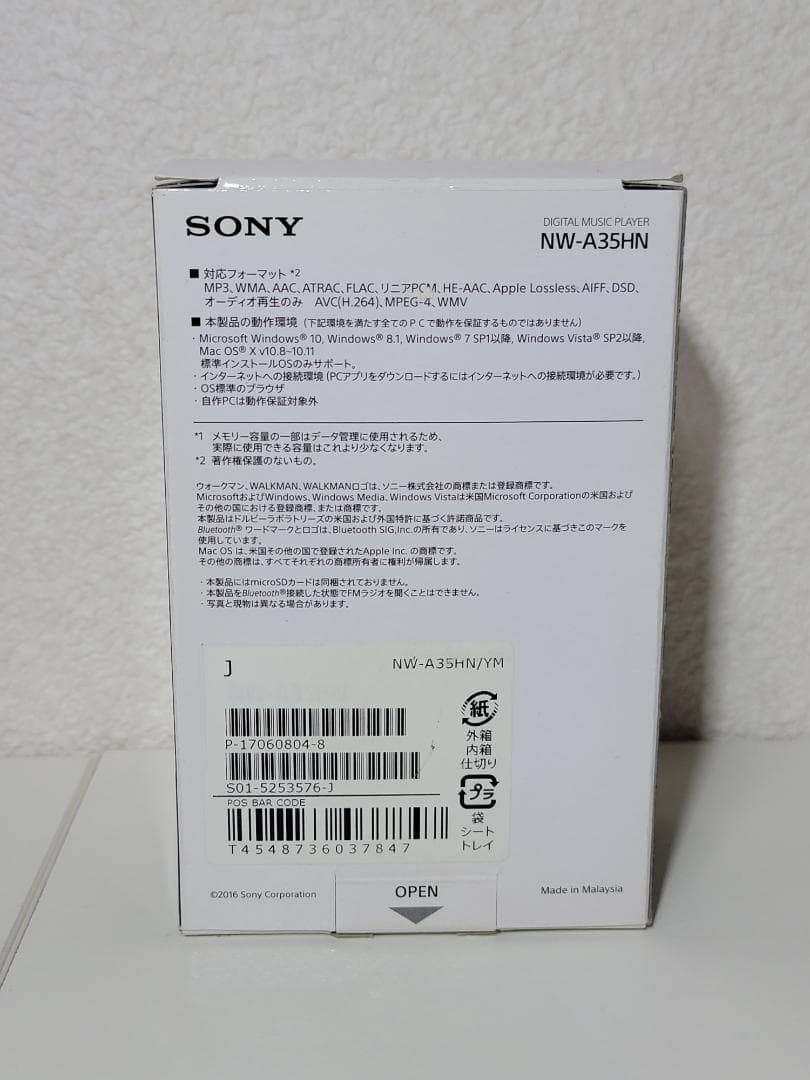 SONY
DIGITAL MUSIC PLAYER
NW-A35HN
■ 対応フォーマット *2
MP3、WMA、AAC、ATRAC、FLAC、リニアPCM、HE-AAC、Apple Lossless、AIFF、DSD、
オーディオ再生のみ AVC(H.264)、MPEG-4、WMV
■ 本製品の動作環境（下記環境を満たす全てのPCで動作を保証するものではありません）
・Microsoft Windows® 10, Windows® 8.1, Windows® 7 SP1以降, Windows Vista® SP2以降,
Mac OS® X v10.8-10.11
標準インストールOSのみサポート。
・インターネットへの接続環境（PCアプリをダウンロードするにはインターネットへの接続環境が必要です。）
・OS標準のブラウザ
・自作PCは動作保証対象外
*1 メモリー容量の一部はデータ管理に使用されるため、
実際に使用できる容量はこれより少なくなります。
*2 著作権保護のないもの。
ウォークマン、WALKMAN、WALKMANロゴは、ソニー株式会社の商標または登録商標です。
MicrosoftおよびWindows、Windows Media、Windows Vistaは米国Microsoft Corporationの米国および
その他の国における登録商標、または商標です。
本製品はドルビーラボラトリーズの米国および外国特許に基づく許諾商品です。
Bluetooth® ワードマークとロゴは、Bluetooth SIG,Inc.の所有であり、ソニーはライセンスに基づきこのマークを
使用しています。
Mac OS は、米国その他の国で登録されたApple Inc. の商標です。
その他の商標は、すべてそれぞれの商標所有者に権利が帰属します。
・本製品にはmicroSDカードは同梱されておりません。
・本製品をBluetooth®接続した状態でFMラジオを聞くことはできません。
・写真と現物は異なる場合があります。
J
NW-A35HN/YM
紙
外箱
内箱
仕切り
P-17060804-8
S01-5253576-J
POS BAR CODE
T4548736037847
プラ
袋
シート
トレイ
©2016 Sony Corporation
OPEN
Made in Malaysia